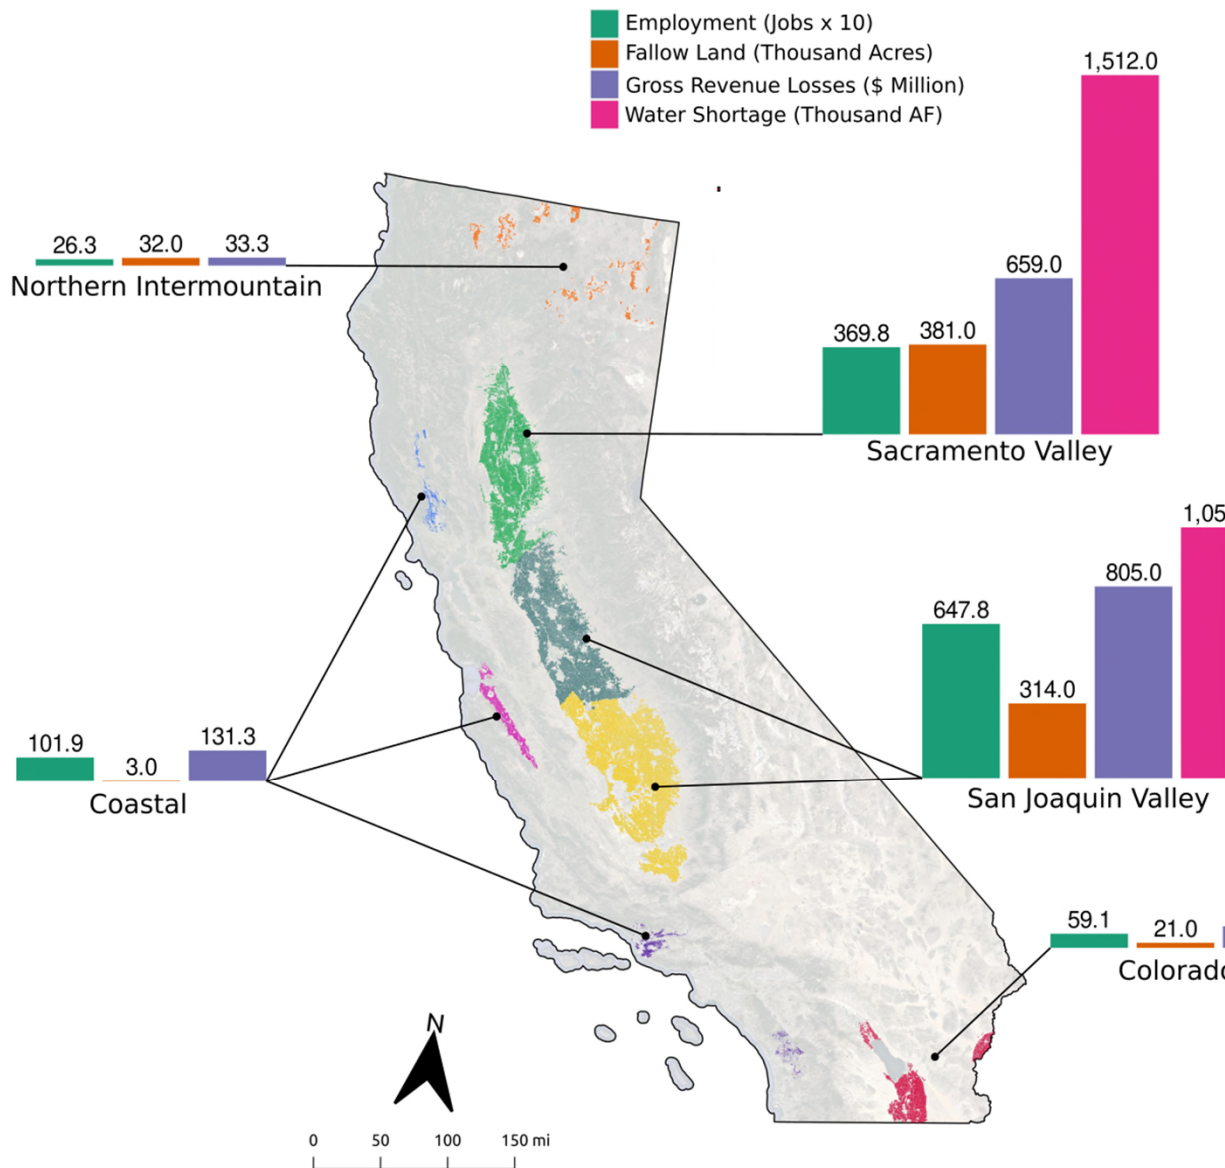 Employment (Jobs x 10)
Fallow Land (Thousand Acres)
Gross Revenue Losses ($ Million)
Water Shortage (Thousand AF)
1,512.0
26.3 32.0 33.3
Northern Intermountain
659.0
369.8 381.0
Sacramento Valley
1,05
805.0
647.8
314.0
San Joaquin Valley
101.9 3.0 131.3
Coastal
59.1 21.0
Colorado
N
0 50 100 150 mi